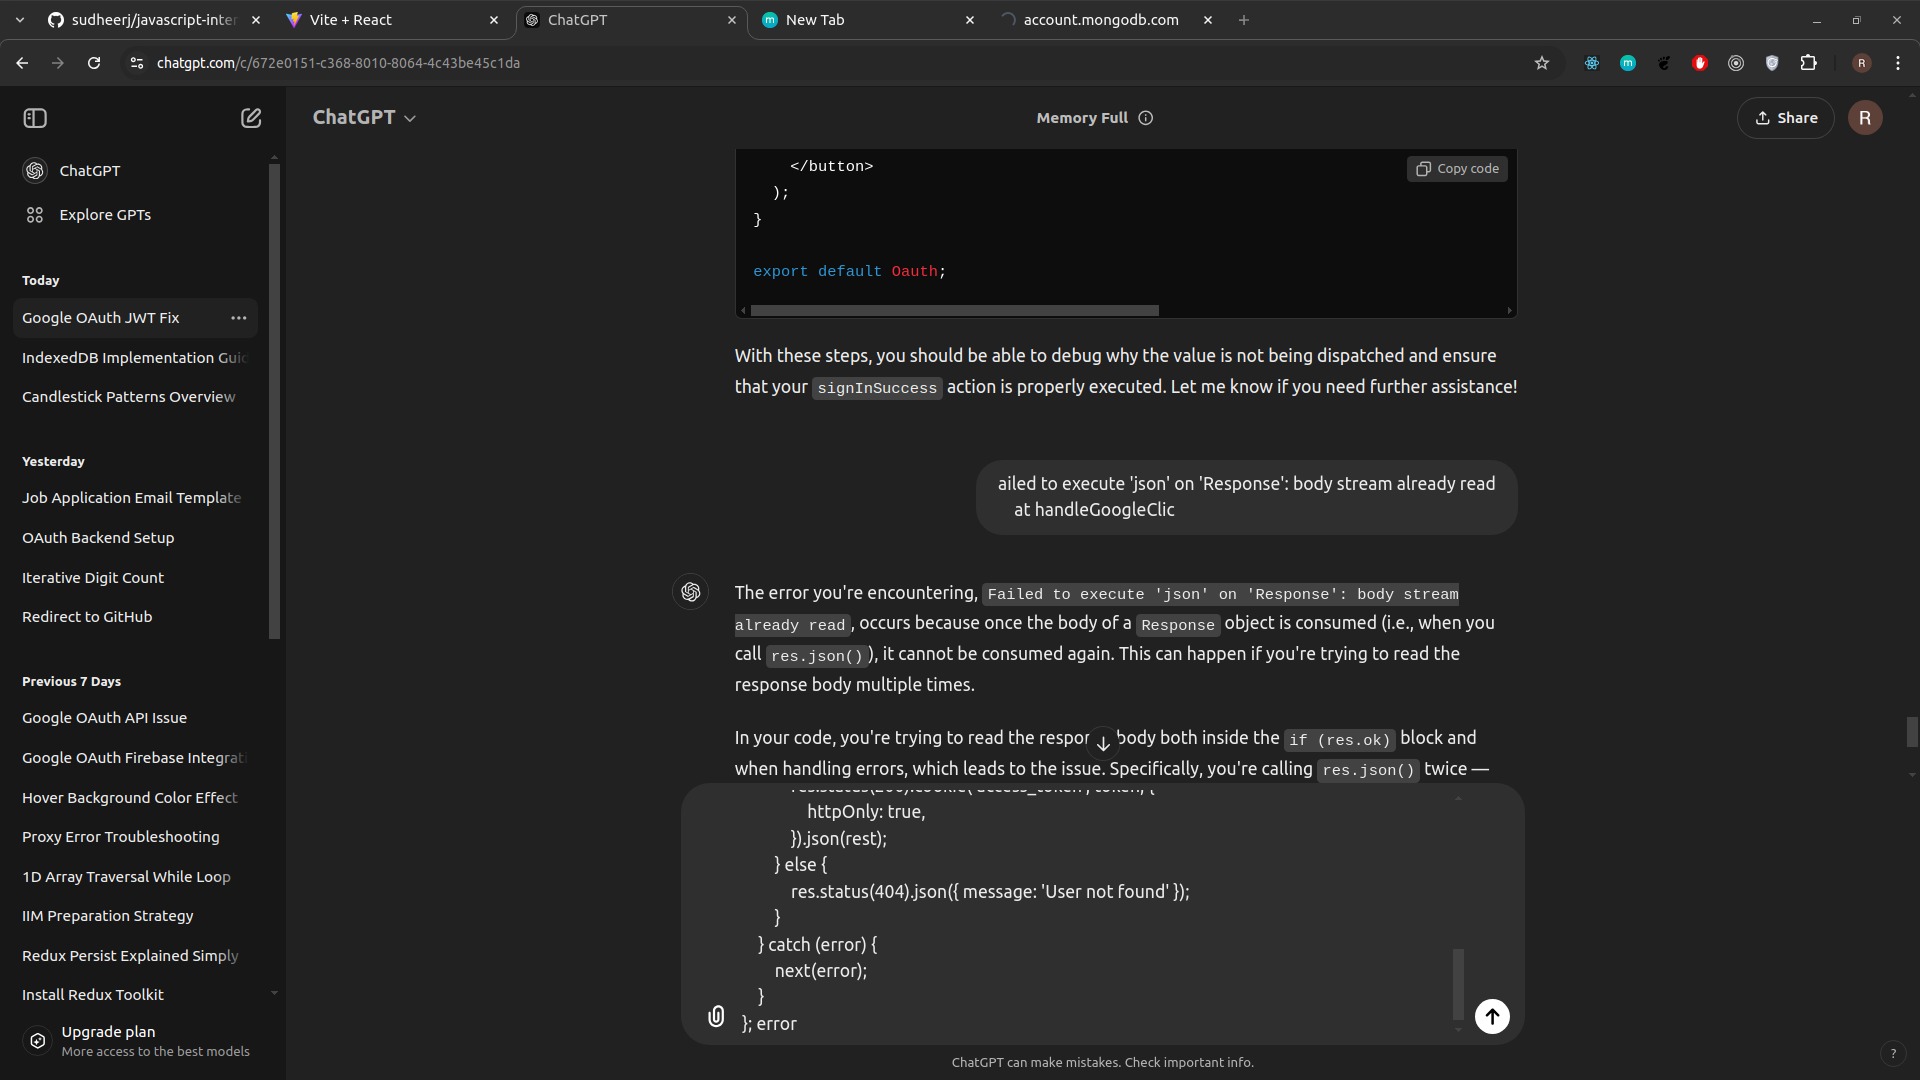 sudheerj/javascript-inter
Vite + React
ChatGPT
New Tab
account.mongodb.com
chatgpt.com/c/672e0151-c368-8010-8064-4c43be45c1da
R
ChatGPT
Memory Full
Share
R
ChatGPT
Explore GPTs
Today
Google OAuth JWT Fix
IndexedDB Implementation Guid
Candlestick Patterns Overview
Yesterday
Job Application Email Template
OAuth Backend Setup
Iterative Digit Count
Redirect to GitHub
Previous 7 Days
Google OAuth API Issue
Google OAuth Firebase Integrati
Hover Background Color Effect
Proxy Error Troubleshooting
1D Array Traversal While Loop
IIM Preparation Strategy
Redux Persist Explained Simply
Install Redux Toolkit
Upgrade plan
More access to the best models
</button>
Copy code
);
}
export default Oauth;
With these steps, you should be able to debug why the value is not being dispatched and ensure
that your signInSuccess action is properly executed. Let me know if you need further assistance!
ailed to execute 'json' on 'Response': body stream already read
at handleGoogleClic
The error you're encountering, Failed to execute 'json' on 'Response': body stream
already read, occurs because once the body of a Response object is consumed (i.e., when you
call res.json()), it cannot be consumed again. This can happen if you're trying to read the
response body multiple times.
In your code, you're trying to read the respon body both inside the if (res.ok) block and
when handling errors, which leads to the issue. Specifically, you're calling res.json() twice —
res.status(200).cookie('access_token', token, {
httpOnly: true,
}).json(rest);
} else {
res.status(404).json({ message: 'User not found' });
}
} catch (error) {
next(error);
}
}; error
ChatGPT can make mistakes. Check important info.
?